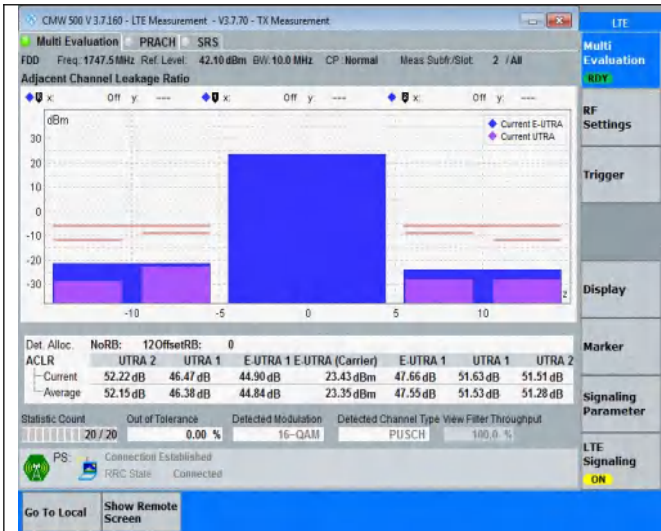 CMW 500 V 3.7.160 - LTE Measurement - V3.7.70 - TX Measurement
LTE
Multi Evaluation PRACH SRS
Multi
Evaluation
RDY
FDD Freq: 1747.5 MHz Ref. Level: 42.10 dBm BW: 10.0 MHz CP: Normal Meas Subfr./Slot: 2 / All
Adjacent Channel Leakage Ratio
x: Off y: --- x: Off y: --- x: Off y: ---
dBm
Current E-UTRA
Current UTRA
30
20
10
0
-10
-20
-30
-10 -5 0 5 10
RF
Settings
Trigger
Display
Marker
Signaling
Parameter
LTE
Signaling
ON
Det. Alloc. NoRB: 12 OffsetRB: 0
ACLR UTRA 2 UTRA 1 E-UTRA 1 E-UTRA (Carrier) E-UTRA 1 UTRA 1 UTRA 2
Current 52.22 dB 46.47 dB 44.90 dB 23.43 dBm 47.66 dB 51.63 dB 51.51 dB
Average 52.15 dB 46.38 dB 44.84 dB 23.35 dBm 47.55 dB 51.53 dB 51.28 dB
Statistic Count Out of Tolerance Detected Modulation Detected Channel Type View Filter Throughput
20 / 20 0.00 % 16-QAM PUSCH 100.0 %
PS: Connection Established
RRC State Connected
Go To Local
Show Remote
Screen